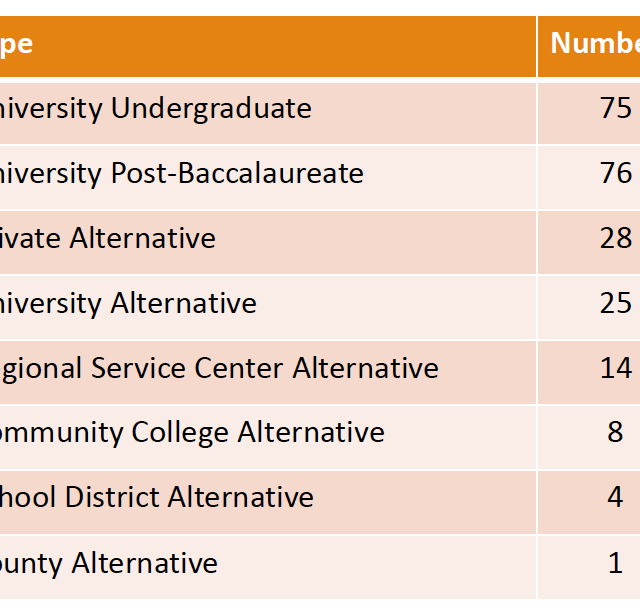 pe Numbe
niversity Undergraduate 75
niversity Post-Baccalaureate 76
ivate Alternative 28
niversity Alternative 25
gional Service Center Alternative 14
ommunity College Alternative 8
hool District Alternative 4
ounty Alternative 1